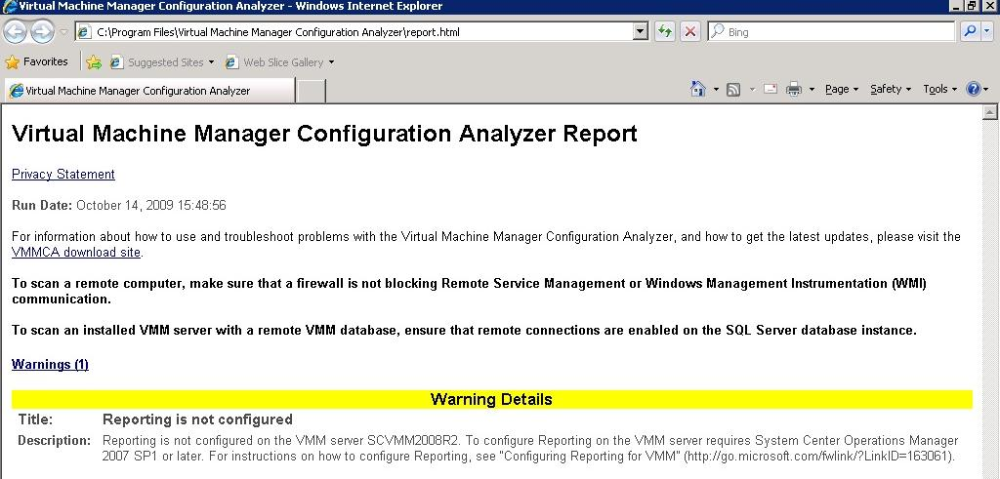 Virtual Machine Manager Configuration Analyzer - Windows Internet Explorer
C:\Program Files\Virtual Machine Manager Configuration Analyzer\report.html
Bing
Favorites
Suggested Sites
Web Slice Gallery
Virtual Machine Manager Configuration Analyzer
Page
Safety
Tools
Virtual Machine Manager Configuration Analyzer Report
Privacy Statement
Run Date: October 14, 2009 15:48:56
For information about how to use and troubleshoot problems with the Virtual Machine Manager Configuration Analyzer, and how to get the latest updates, please visit the
VMMCA download site.
To scan a remote computer, make sure that a firewall is not blocking Remote Service Management or Windows Management Instrumentation (WMI)
communication.
To scan an installed VMM server with a remote VMM database, ensure that remote connections are enabled on the SQL Server database instance.
Warnings (1)
Warning Details
Title: Reporting is not configured
Description: Reporting is not configured on the VMM server SCVMM2008R2. To configure Reporting on the VMM server requires System Center Operations Manager
2007 SP1 or later. For instructions on how to configure Reporting, see "Configuring Reporting for VMM" (http://go.microsoft.com/fwlink/?LinkID=163061).